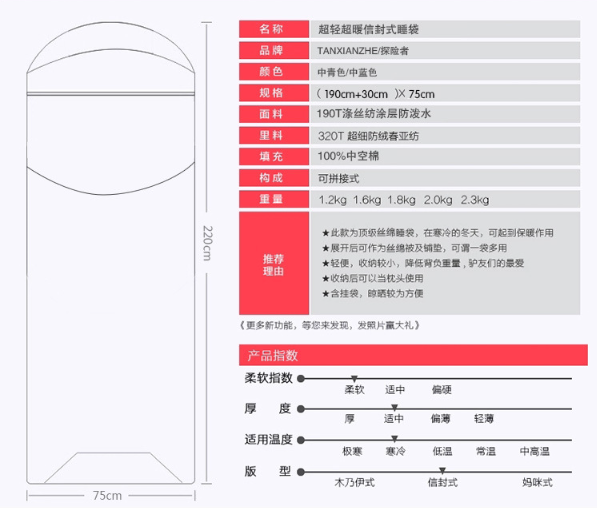 220cm
75cm
名称 超轻超暖信封式睡袋
品牌 TANXIANZHE/探险者
颜色 中青色/中蓝色
规格 ( 190cm+30cm )X 75cm
面料 190T涤丝纺涂层防泼水
里料 320T 超细防绒春亚纺
填充 100%中空棉
构成 可拼接式
重量 1.2kg 1.6kg 1.8kg 2.0kg 2.3kg
推荐
理由
★此款为顶级丝绵睡袋，在寒冷的冬天，可起到保暖作用
★展开后可作为丝绵被及铺垫，可谓一袋多用
★轻便，收纳较小，降低背负重量，驴友们的最爱
★收纳后可以当枕头使用
★含挂袋，晾晒较为方便
《更多新功能，等您来发现，发照片赢大礼》
产品指数
柔软指数
柔软 适中 偏硬
厚 度
厚 适中 偏薄 轻薄
适用温度
极寒 寒冷 低温 常温 中高温
版 型
木乃伊式 信封式 妈咪式